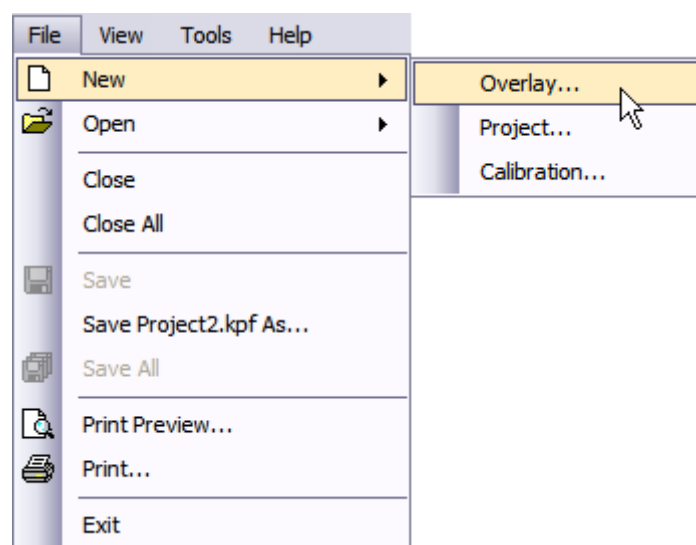 File View Tools Help
New
Overlay...
Open
Project...
Calibration...
Close
Close All
Save
Save Project2.kpf As...
Save All
Print Preview...
Print...
Exit